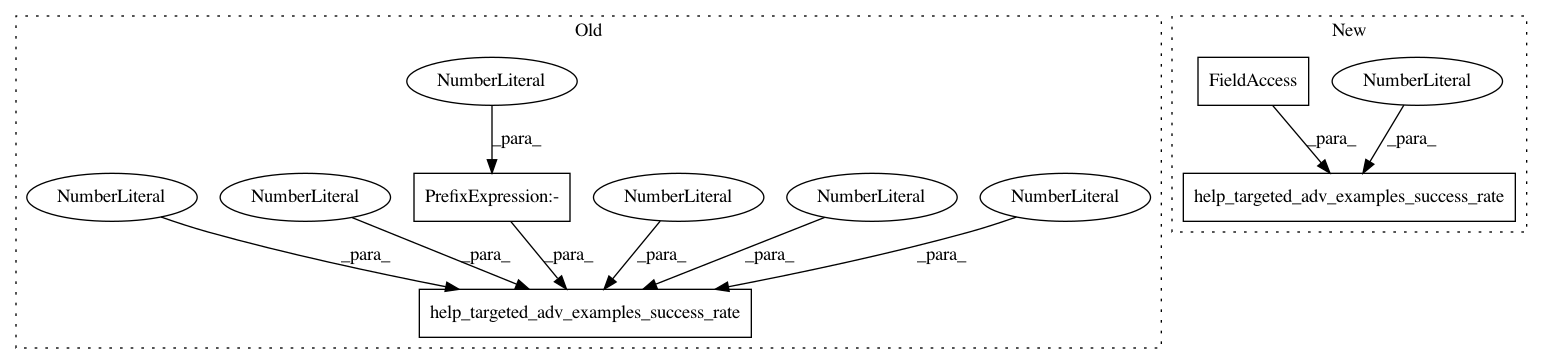 Old
New
NumberLiteral
FieldAccess
NumberLiteral
_para_
_para_
_para_
NumberLiteral
NumberLiteral
PrefixExpression:-
NumberLiteral
NumberLiteral
NumberLiteral
help_targeted_adv_examples_success_rate
_para_
_para_
_para_
_para_
_para_
_para_
help_targeted_adv_examples_success_rate